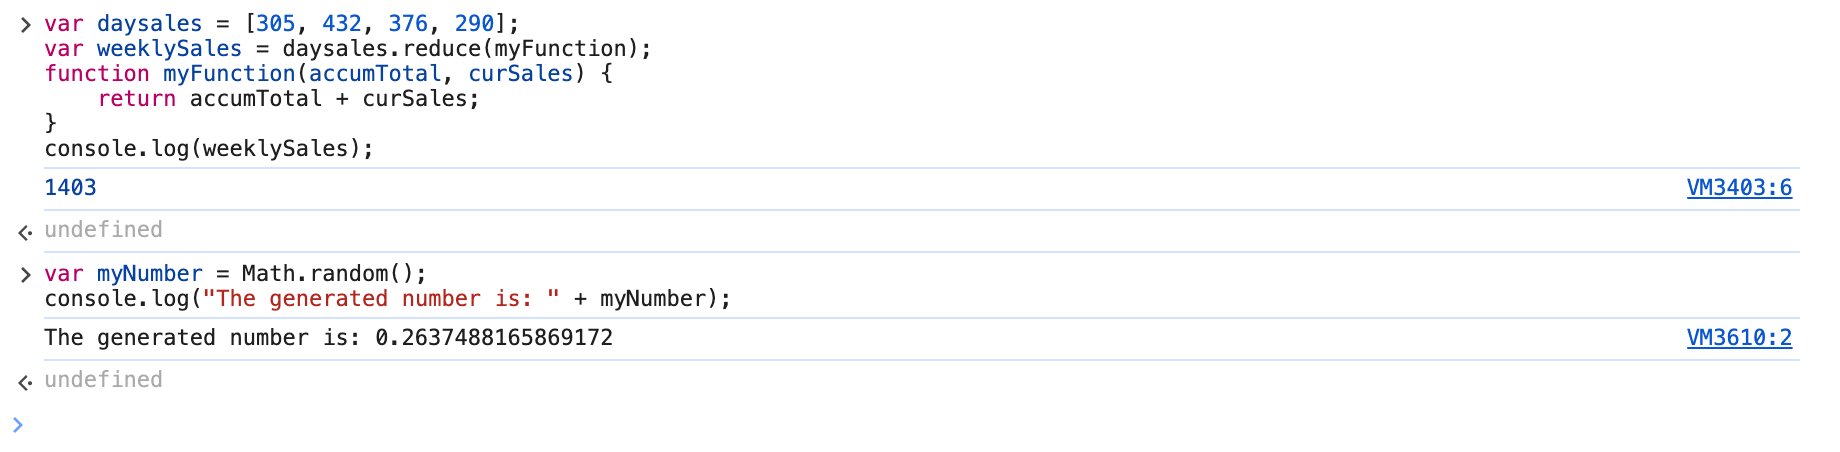 var daysales = [305, 432, 376, 290];
var weeklySales = daysales.reduce(myFunction);
function myFunction(accumTotal, curSales) {
    return accumTotal + curSales;
}
console.log(weeklySales);
1403 VM3403:6
undefined
var myNumber = Math.random();
console.log("The generated number is: " + myNumber);
The generated number is: 0.2637488165869172 VM3610:2
undefined